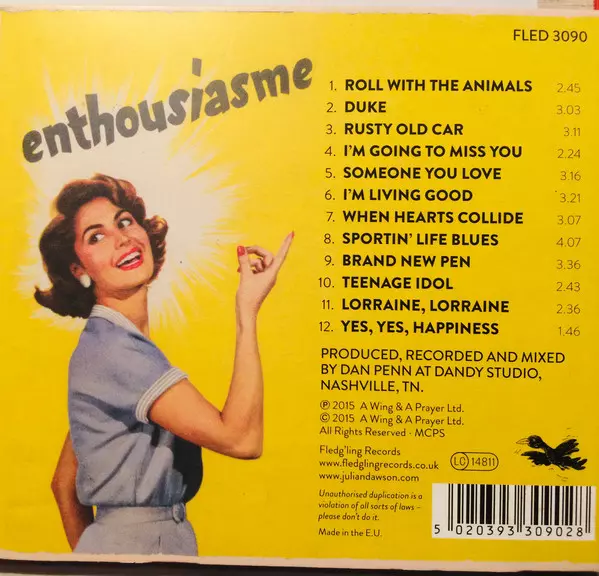 FLED 3090
enthousiasme
1. ROLL WITH THE ANIMALS 2.45
2. DUKE 3.03
3. RUSTY OLD CAR 3.11
4. I'M GOING TO MISS YOU 2.24
5. SOMEONE YOU LOVE 3.16
6. I'M LIVING GOOD 3.21
7. WHEN HEARTS COLLIDE 3.07
8. SPORTIN' LIFE BLUES 4.07
9. BRAND NEW PEN 3.36
10. TEENAGE IDOL 2.43
11. LORRAINE, LORRAINE 2.36
12. YES, YES, HAPPINESS 1.46
PRODUCED, RECORDED AND MIXED
BY DAN PENN AT DANDY STUDIO,
NASHVILLE, TN.
℗ 2015 A Wing & A Prayer Ltd.
© 2015 A Wing & A Prayer Ltd.
All Rights Reserved - MCPS
Fledg'ling Records
www.fledglingrecords.co.uk
www.juliandawson.com
LC 14811
Unauthorised duplication is a
violation of all sorts of laws –
please don't do it.
Made in the E.U.
5 020393 309028